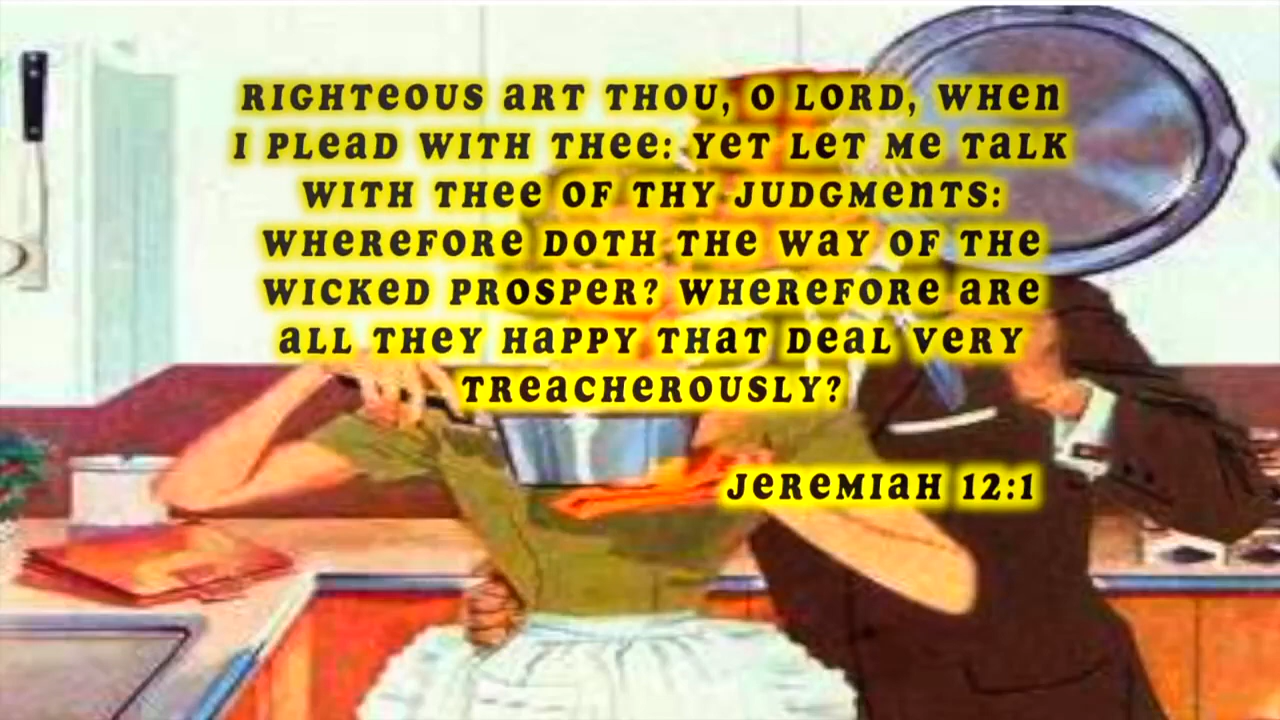 RIGHTEOUS ART THOU, O LORD, WHEN
I PLEAD WITH THEE: YET LET ME TALK
WITH THEE OF THY JUDGMENTS:
WHEREFORE DOTH THE WAY OF THE
WICKED PROSPER? WHEREFORE ARE
ALL THEY HAPPY THAT DEAL VERY
TREACHEROUSLY?
JEREMIAH 12:1